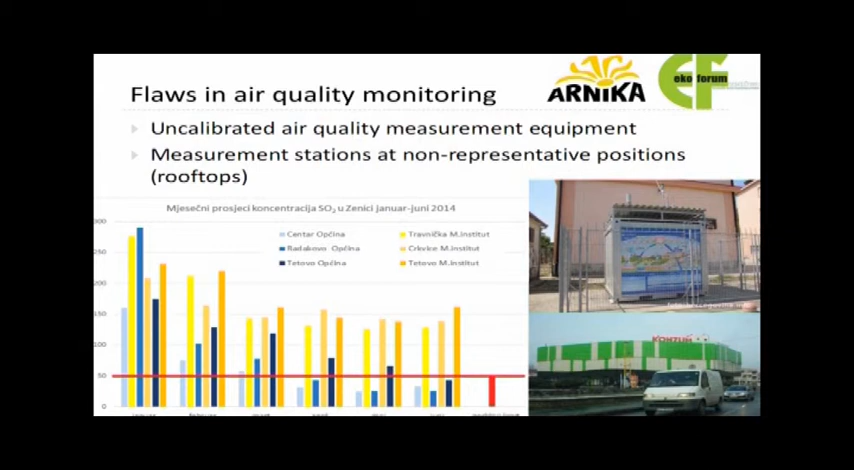 ARNIKA
eko forum
Flaws in air quality monitoring
Uncalibrated air quality measurement equipment
Measurement stations at non-representative positions
(rooftops)
Mjesečni prosjeci koncentracija SO₂ u Zenici januar-juni 2014
Centar Općina
Travnička M.institut
Radakovo Općina
Crkvice M.institut
Tetovo Općina
Tetovo M.institut
300
250
200
150
100
50
0
KONZUM